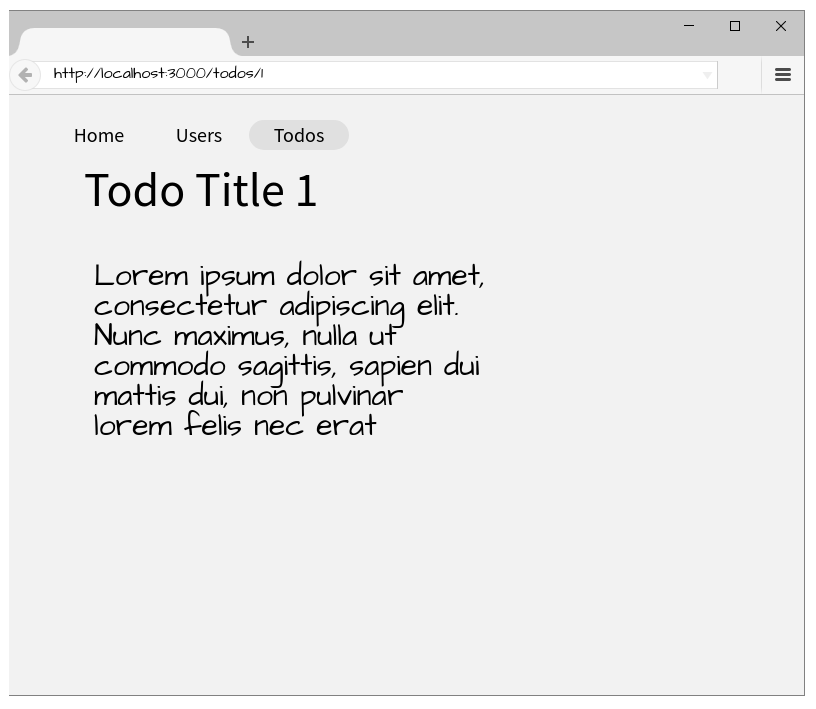 http://localhost:3000/todos/1
Home Users Todos
Todo Title 1
Lorem ipsum dolor sit amet,
consectetur adipiscing elit.
Nunc maximus, nulla ut
commodo sagittis, sapien dui
mattis dui, non pulvinar
lorem felis nec erat